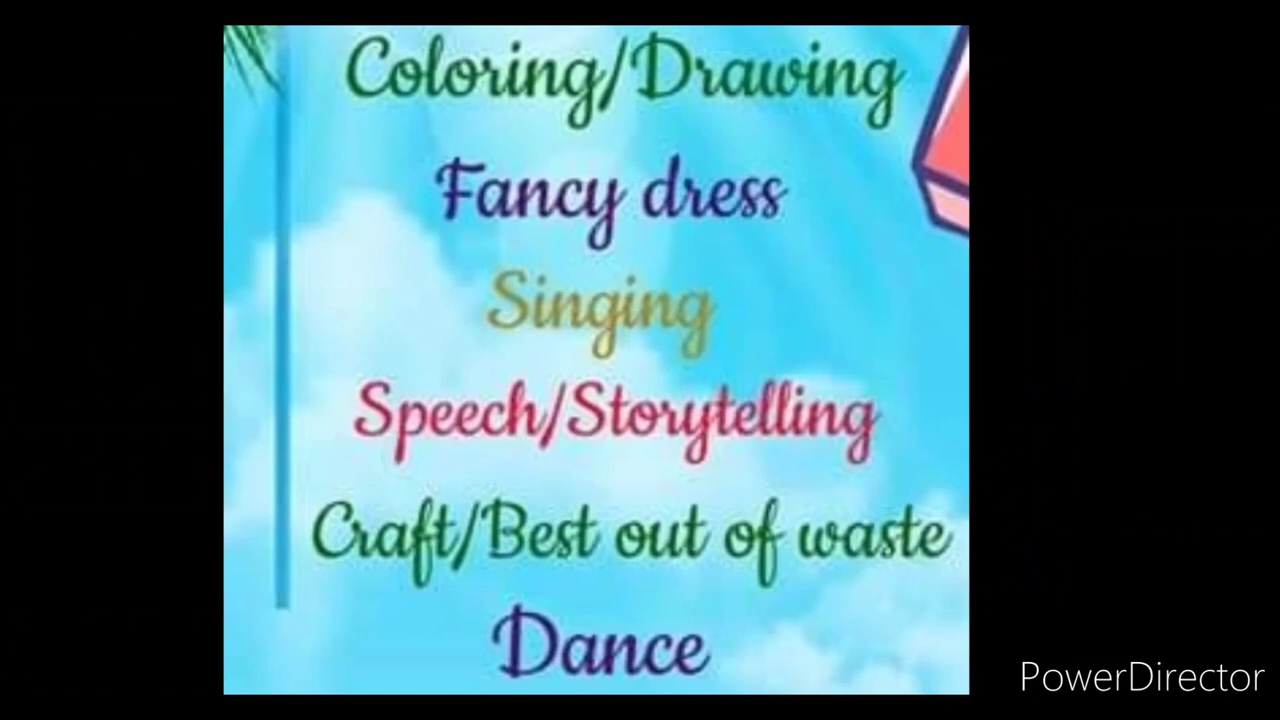 Coloring/Drawing
Fancy dress
Singing
Speech/Storytelling
Craft/Best out of waste
Dance
PowerDirector